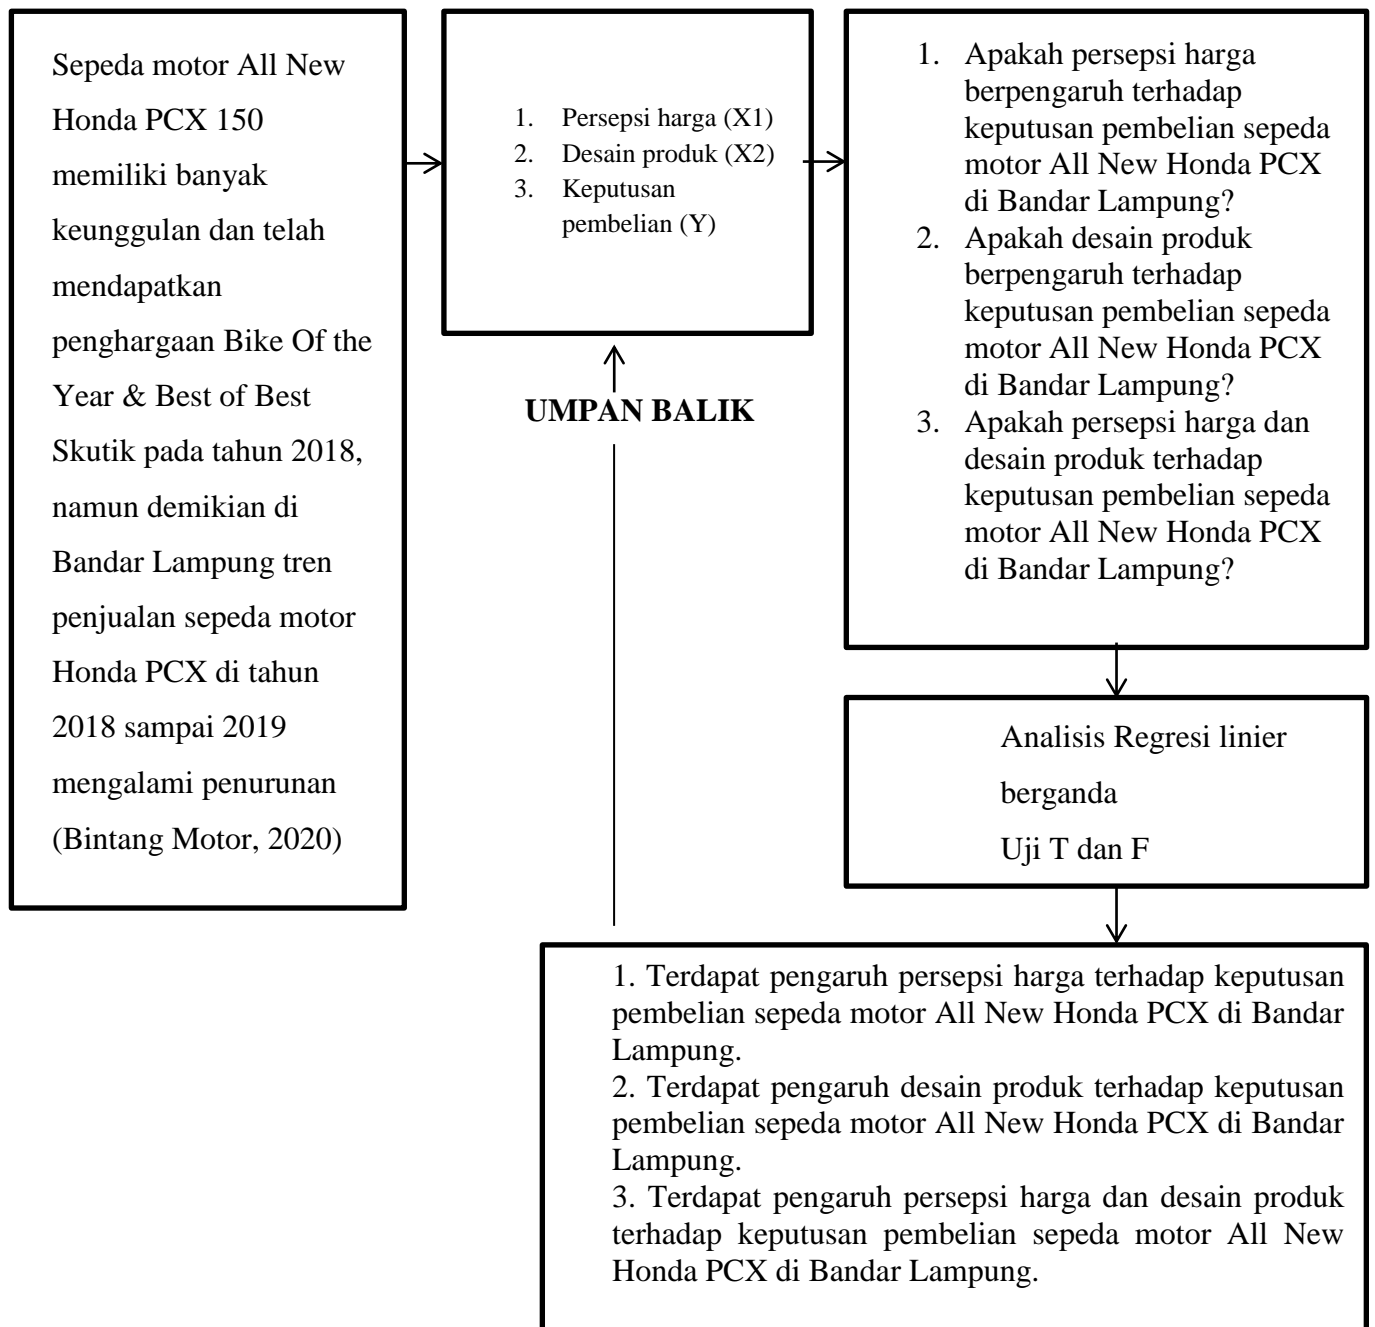 Sepeda motor All New
Honda PCX 150
memiliki banyak
keunggulan dan telah
mendapatkan
penghargaan Bike Of the
Year & Best of Best
Skutik pada tahun 2018,
namun demikian di
Bandar Lampung tren
penjualan sepeda motor
Honda PCX di tahun
2018 sampai 2019
mengalami penurunan
(Bintang Motor, 2020)
1. Persepsi harga (X1)
2. Desain produk (X2)
3. Keputusan
pembelian (Y)
UMPAN BALIK
1. Apakah persepsi harga
berpengaruh terhadap
keputusan pembelian sepeda
motor All New Honda PCX
di Bandar Lampung?
2. Apakah desain produk
berpengaruh terhadap
keputusan pembelian sepeda
motor All New Honda PCX
di Bandar Lampung?
3. Apakah persepsi harga dan
desain produk terhadap
keputusan pembelian sepeda
motor All New Honda PCX
di Bandar Lampung?
Analisis Regresi linier
berganda
Uji T dan F
1. Terdapat pengaruh persepsi harga terhadap keputusan
pembelian sepeda motor All New Honda PCX di Bandar
Lampung.
2. Terdapat pengaruh desain produk terhadap keputusan
pembelian sepeda motor All New Honda PCX di Bandar
Lampung.
3. Terdapat pengaruh persepsi harga dan desain produk
terhadap keputusan pembelian sepeda motor All New
Honda PCX di Bandar Lampung.